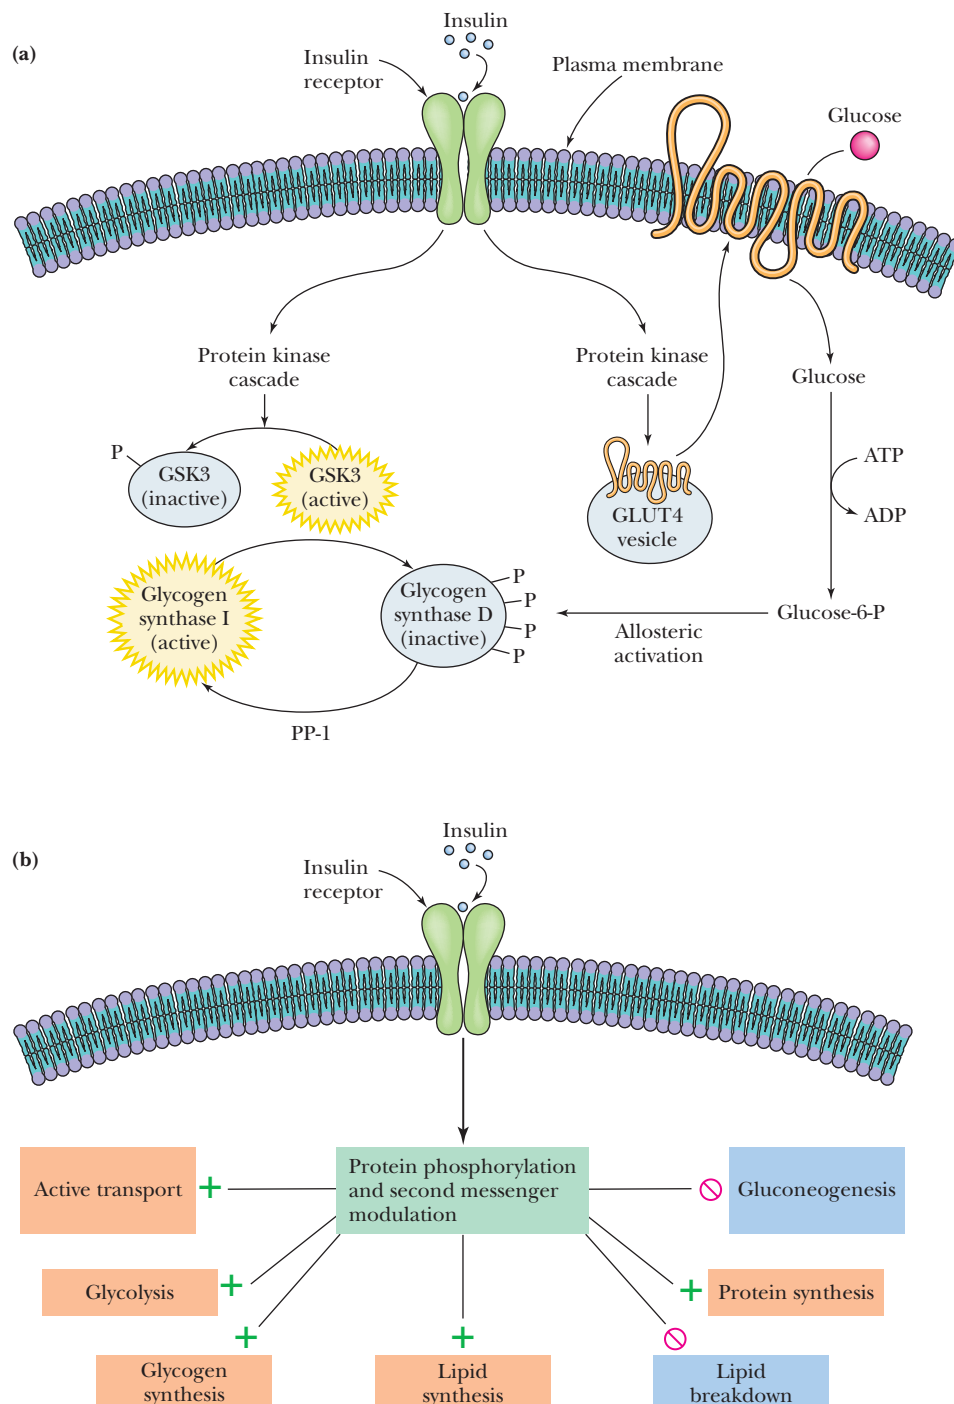 (a)
Insulin
Insulin
receptor
Plasma membrane
Glucose
Protein kinase
cascade
Protein kinase
cascade
Glucose
P
GSK3
(inactive)
GSK3
(active)
GLUT4
vesicle
ATP
ADP
Glycogen
synthase I
(active)
Glycogen
synthase D
(inactive)
P
P
P
P
Allosteric
activation
Glucose-6-P
PP-1
(b)
Insulin
Insulin
receptor
Protein phosphorylation
and second messenger
modulation
Active transport +
Gluconeogenesis
Glycolysis +
+ Protein synthesis
+
Glycogen
synthesis
+
Lipid
synthesis
Lipid
breakdown